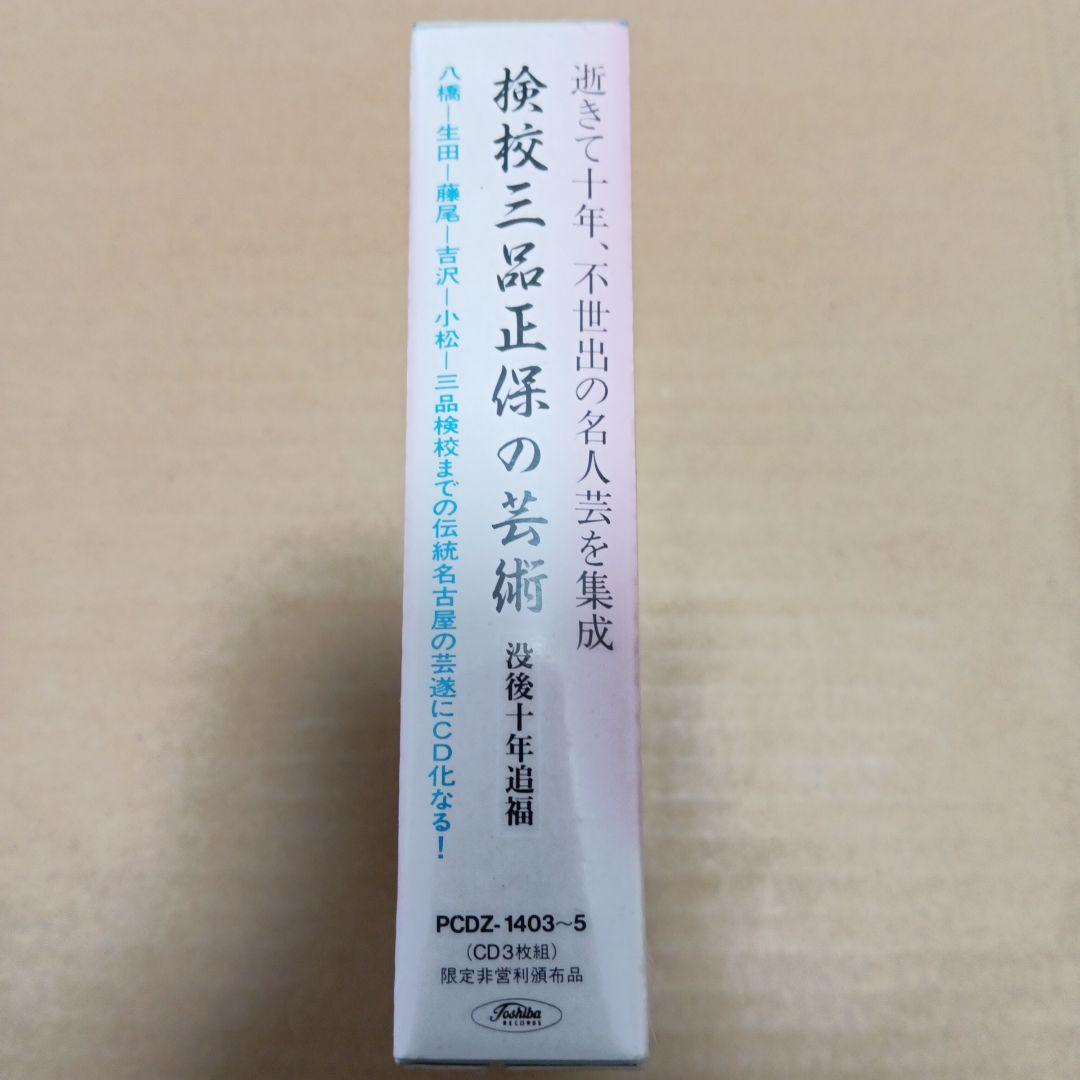 逝きて十年、不世出の名人芸を集成
検校三品正保の芸術 没後十年追福
八橋―生田―藤尾―吉沢―小松―三品検校までの伝統名古屋の芸遂にCD化なる!
PCDZ-1403〜5
(CD3枚組)
限定非営利頒布品
Toshiba
RECORDS